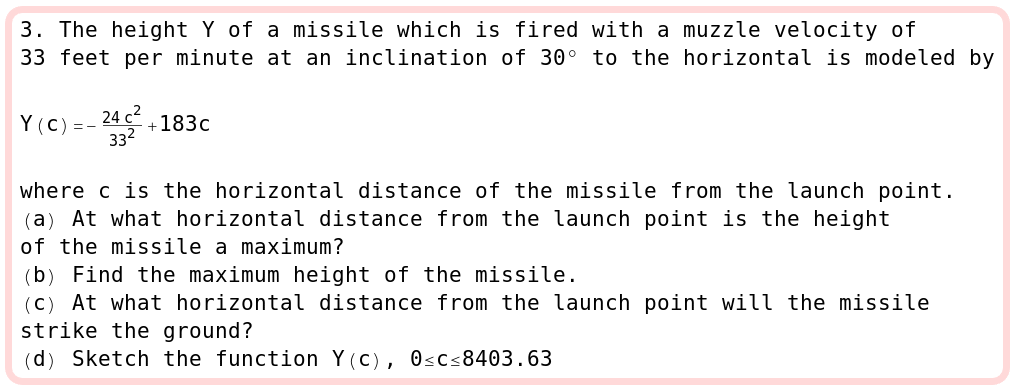 3. The height Y of a missile which is fired with a muzzle velocity of
33 feet per minute at an inclination of 30° to the horizontal is modeled by
Y(c)=-\frac{24 c^2}{33^2}+183c
where c is the horizontal distance of the missile from the launch point.
(a) At what horizontal distance from the launch point is the height
of the missile a maximum?
(b) Find the maximum height of the missile.
(c) At what horizontal distance from the launch point will the missile
strike the ground?
(d) Sketch the function Y(c), 0≤c≤8403.63